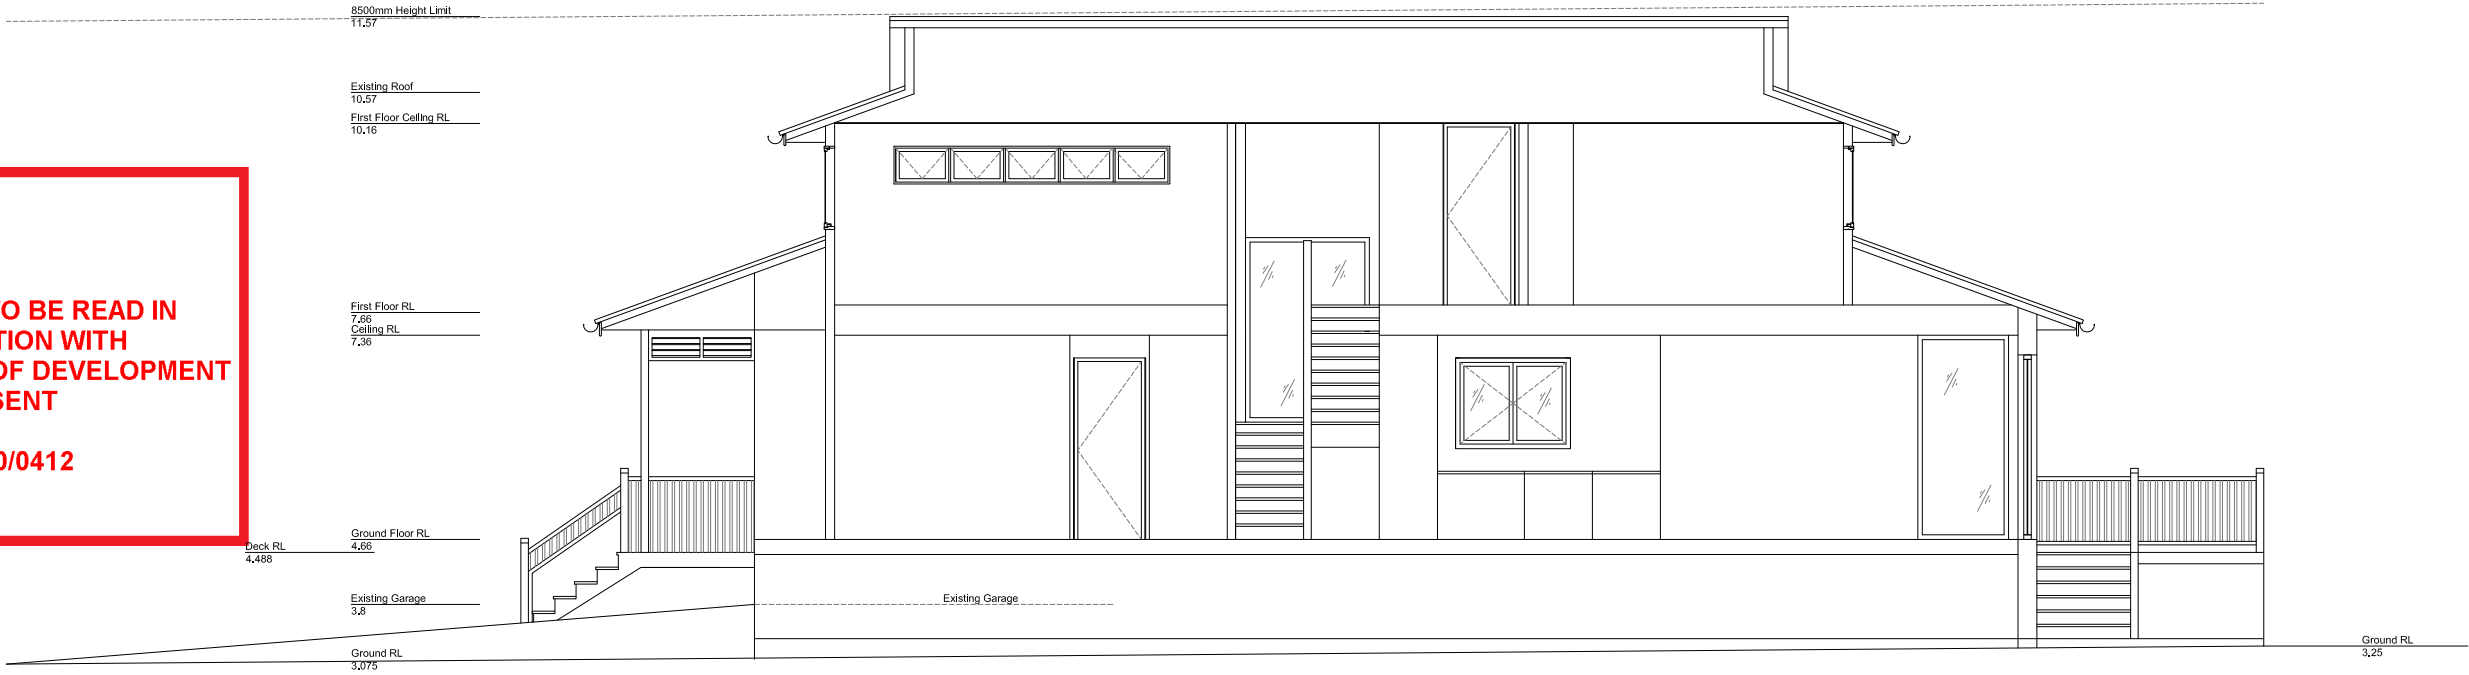 8500mm Height Limit
11.57
Existing Roof
10.57
First Floor Ceiling RL
10.16
First Floor RL
7.66
Ceiling RL
7.36
Ground Floor RL
4.66
Deck RL
4.488
Existing Garage
3.8
Existing Garage
Ground RL
3.075
Ground RL
3.25
O BE READ IN
TION WITH
OF DEVELOPMENT
SENT
0/0412